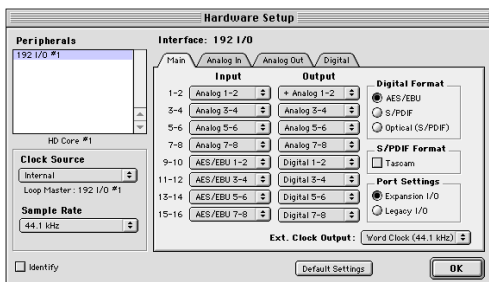 Hardware Setup
Peripherals
192 I/O #1
HD Core #1
Clock Source
Internal
Loop Master : 192 I/O #1
Sample Rate
44.1 kHz
Identify
Interface: 192 I/O
Main Analog In Analog Out Digital
Input Output
1-2 Analog 1-2 + Analog 1-2
3-4 Analog 3-4 Analog 3-4
5-6 Analog 5-6 Analog 5-6
7-8 Analog 7-8 Analog 7-8
9-10 AES/EBU 1-2 Digital 1-2
11-12 AES/EBU 3-4 Digital 3-4
13-14 AES/EBU 5-6 Digital 5-6
15-16 AES/EBU 7-8 Digital 7-8
Digital Format
AES/EBU
S/PDIF
Optical (S/PDIF)
S/PDIF Format
Tascam
Port Settings
Expansion I/O
Legacy I/O
Ext. Clock Output: Word Clock (44.1 kHz)
Default Settings
OK